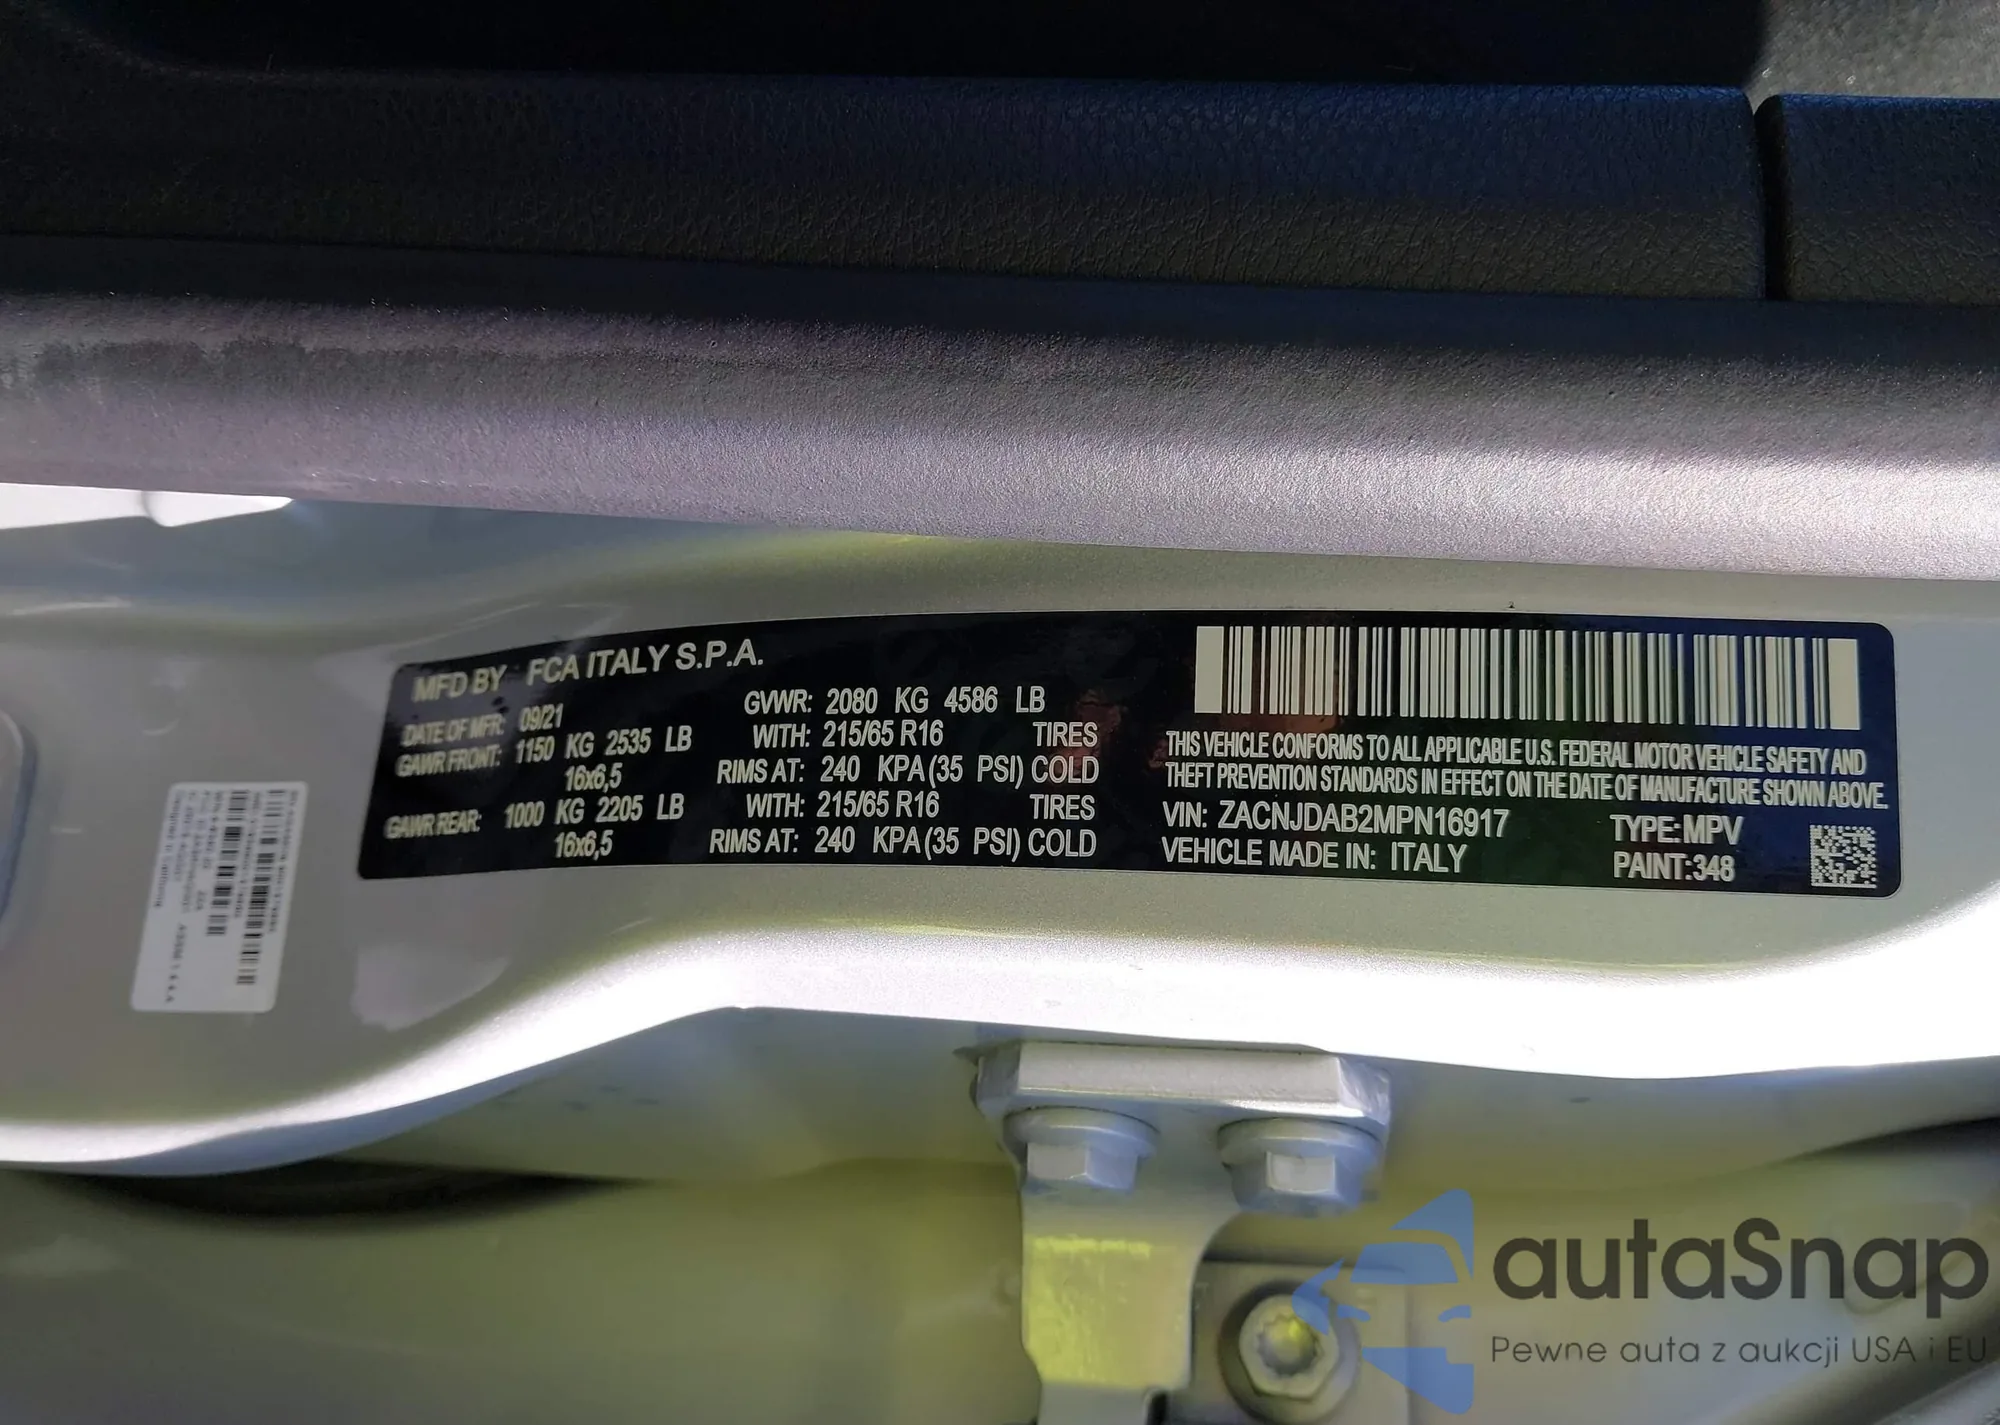 MFD BY FCA ITALY S.P.A.
DATE OF MFR: 09/21
GVWR: 2080 KG 4586 LB
GAWR FRONT: 1150 KG 2535 LB
WITH: 215/65 R16 TIRES
16x6,5 RIMS AT: 240 KPA (35 PSI) COLD
GAWR REAR: 1000 KG 2205 LB
WITH: 215/65 R16 TIRES
16x6,5 RIMS AT: 240 KPA (35 PSI) COLD
THIS VEHICLE CONFORMS TO ALL APPLICABLE U.S. FEDERAL MOTOR VEHICLE SAFETY AND
THEFT PREVENTION STANDARDS IN EFFECT ON THE DATE OF MANUFACTURE SHOWN ABOVE.
VIN: ZACNJDAB2MPN16917 TYPE: MPV
VEHICLE MADE IN: ITALY PAINT: 348
autaSnap
Pewne auta z aukcji USA i EU